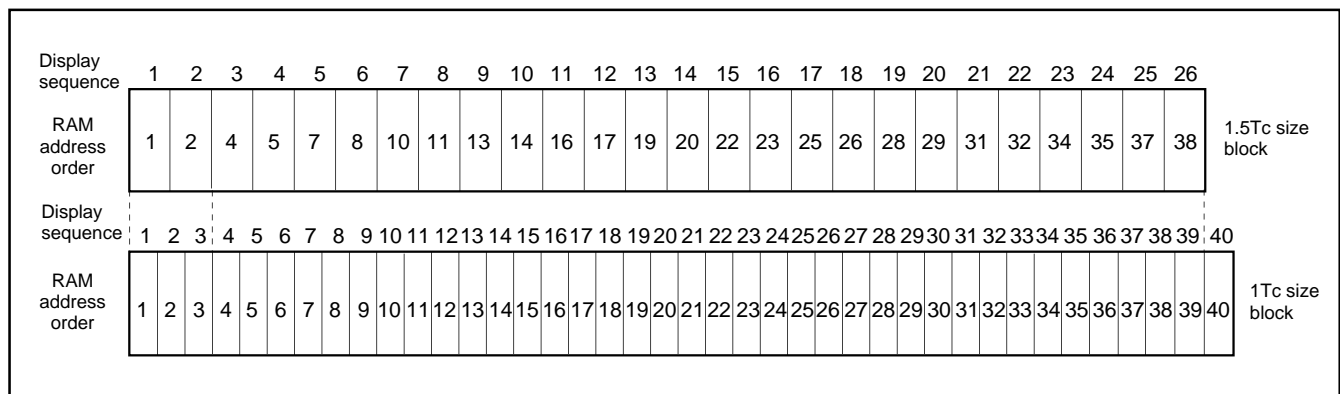 Display
sequence
1 2 3 4 5 6 7 8 9 10 11 12 13 14 15 16 17 18 19 20 21 22 23 24 25 26
RAM
address
order
1 2 4 5 7 8 10 11 13 14 16 17 19 20 22 23 25 26 28 29 31 32 34 35 37 38
1.5Tc size
block
Display
sequence
1 2 3 4 5 6 7 8 9 10 11 12 13 14 15 16 17 18 19 20 21 22 23 24 25 26 27 28 29 30 31 32 33 34 35 36 37 38 39 40
RAM
address
order
1 2 3 4 5 6 7 8 9 10 11 12 13 14 15 16 17 18 19 20 21 22 23 24 25 26 27 28 29 30 31 32 33 34 35 36 37 38 39 40
1Tc size
block